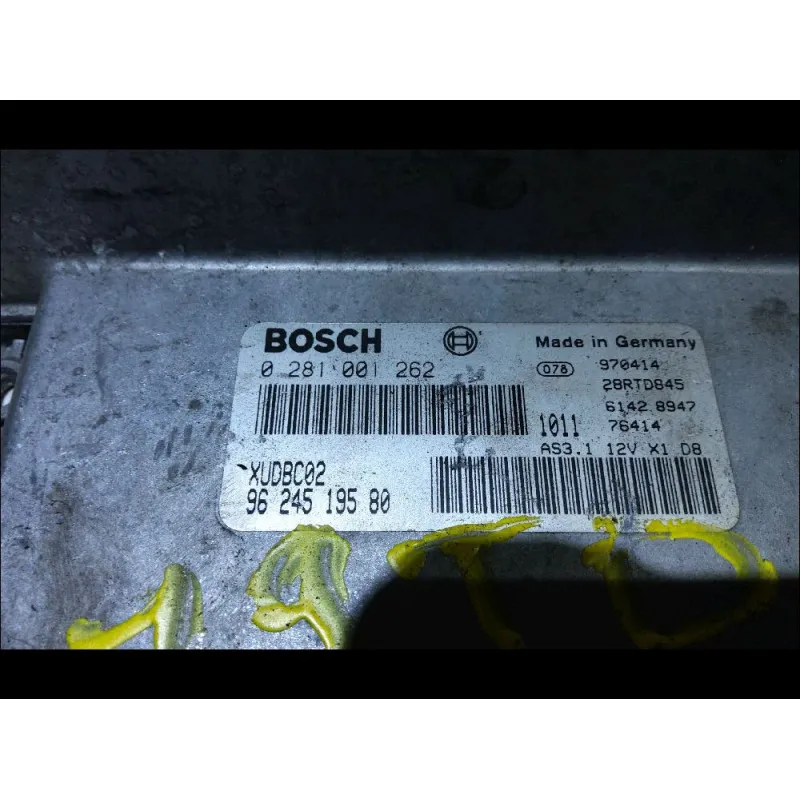 BOSCH
Made in Germany
0 281 001 262
078 970414
28RTD845
6142 8947
1011 76414
AS3.1 12V X1 D8
XUDBC02
96 245 195 80
19TD